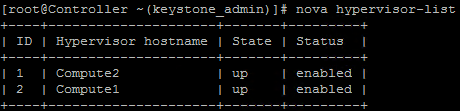 [root@Controller ~(keystone_admin)]# nova hypervisor-list
+----+---------------------+-------+---------+
| ID | Hypervisor hostname | State | Status  |
+----+---------------------+-------+---------+
| 1  | Compute2            | up    | enabled |
| 2  | Compute1            | up    | enabled |
+----+---------------------+-------+---------+